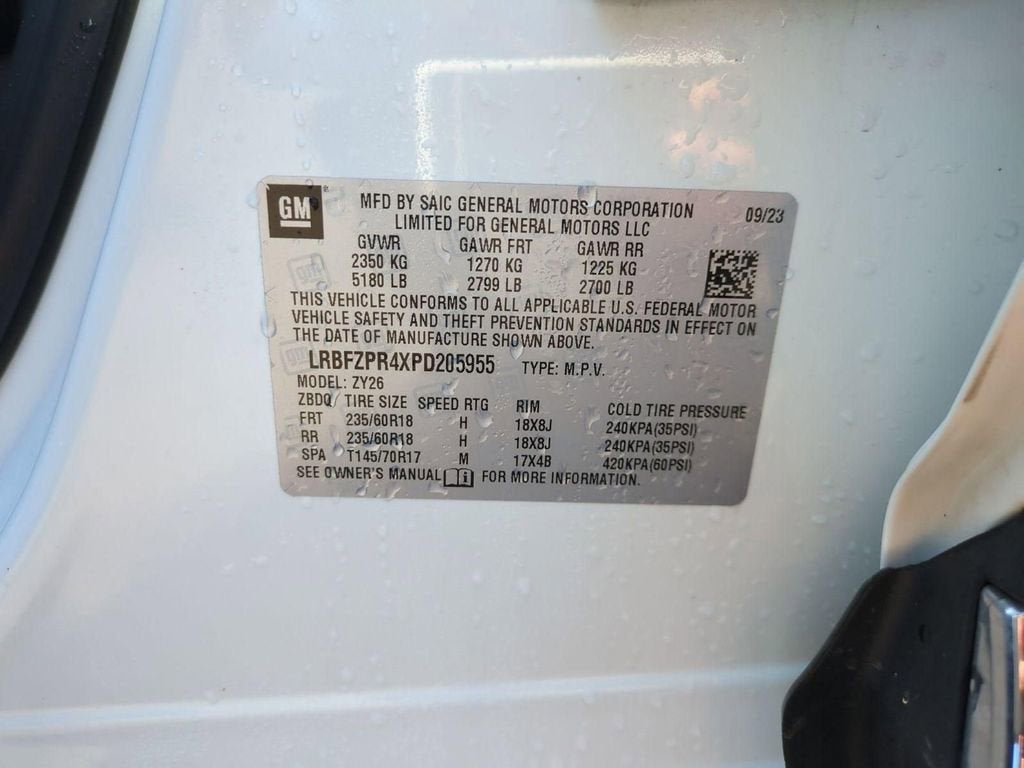 GM
MFD BY SAIC GENERAL MOTORS CORPORATION 09/23
LIMITED FOR GENERAL MOTORS LLC
GVWR GAWR FRT GAWR RR
2350 KG 1270 KG 1225 KG
5180 LB 2799 LB 2700 LB
THIS VEHICLE CONFORMS TO ALL APPLICABLE U.S. FEDERAL MOTOR
VEHICLE SAFETY AND THEFT PREVENTION STANDARDS IN EFFECT ON
THE DATE OF MANUFACTURE SHOWN ABOVE.
LRBFZPR4XPD205955 TYPE: M.P.V.
MODEL: ZY26
ZBDQ/ TIRE SIZE SPEED RTG RIM COLD TIRE PRESSURE
FRT 235/60R18 H 18X8J 240KPA(35PSI)
RR 235/60R18 H 18X8J 240KPA(35PSI)
SPA T145/70R17 M 17X4B 420KPA(60PSI)
SEE OWNER'S MANUAL i FOR MORE INFORMATION.